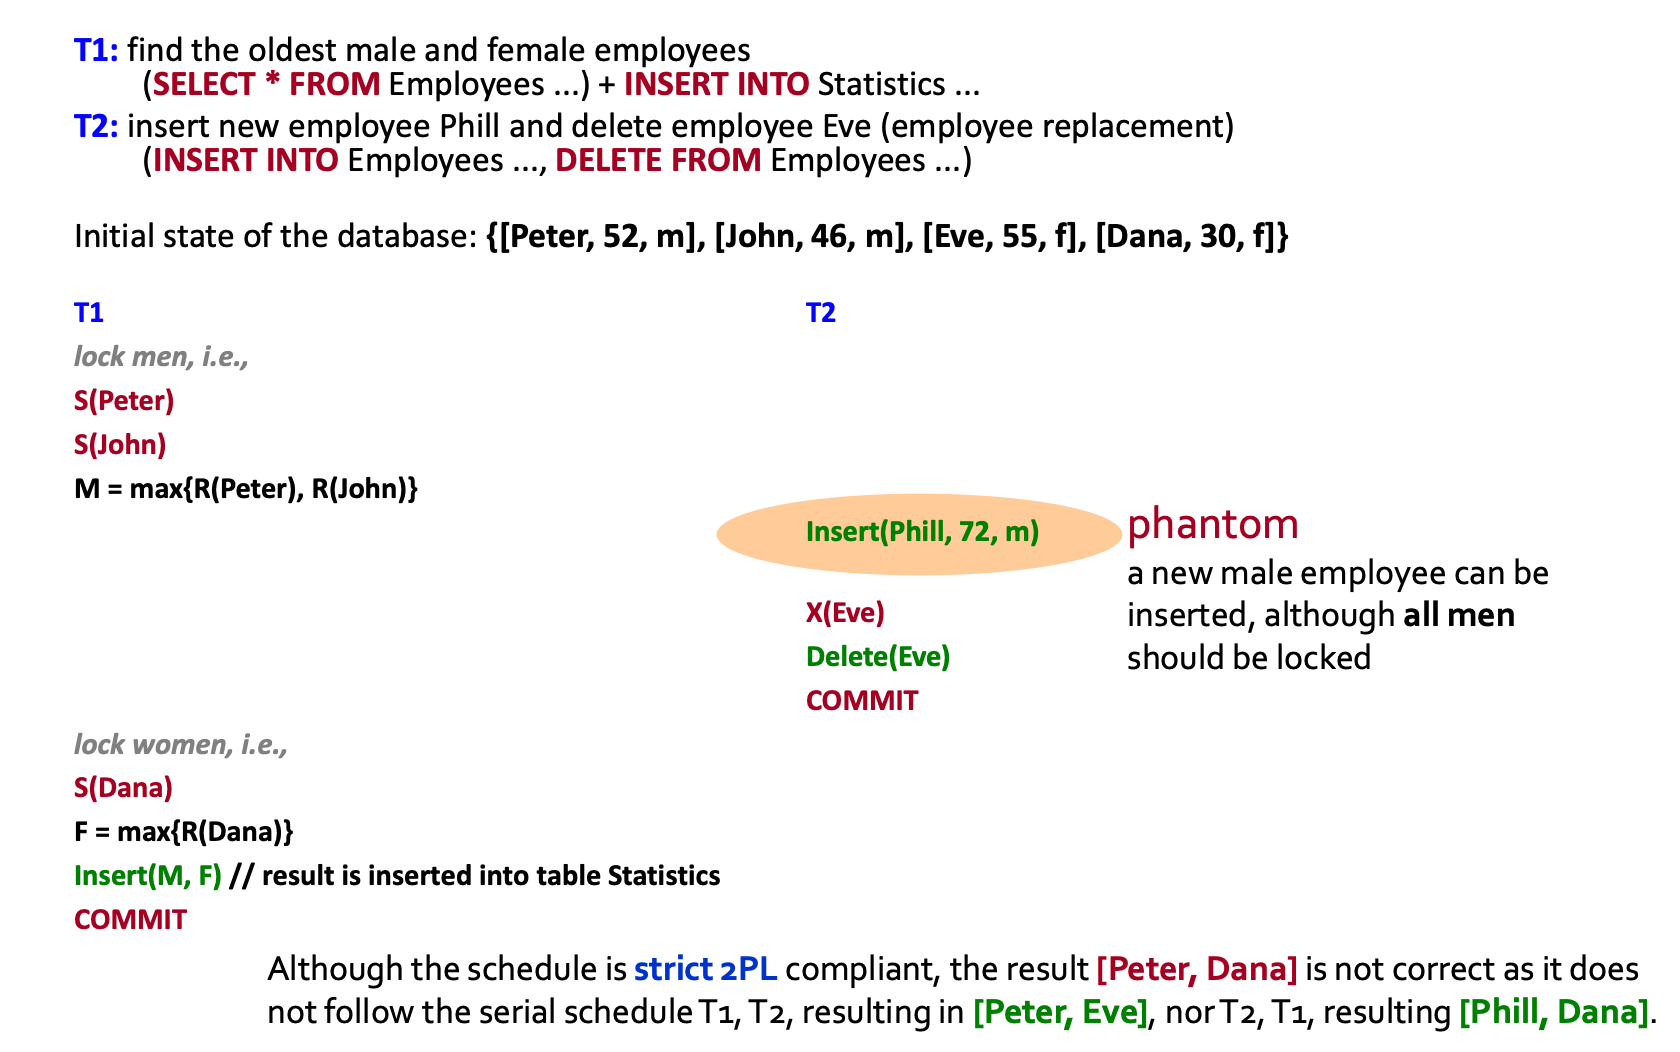 T1: find the oldest male and female employees
(SELECT * FROM Employees ...) + INSERT INTO Statistics ...
T2: insert new employee Phill and delete employee Eve (employee replacement)
(INSERT INTO Employees ..., DELETE FROM Employees ...)
Initial state of the database: {[Peter, 52, m], [John, 46, m], [Eve, 55, f], [Dana, 30, f]}
T1
T2
lock men, i.e.,
S(Peter)
S(John)
M = max{R(Peter), R(John)}
Insert(Phill, 72, m)
phantom
a new male employee can be
inserted, although all men
should be locked
X(Eve)
Delete(Eve)
COMMIT
lock women, i.e.,
S(Dana)
F = max{R(Dana)}
Insert(M, F) // result is inserted into table Statistics
COMMIT
Although the schedule is strict 2PL compliant, the result [Peter, Dana] is not correct as it does
not follow the serial schedule T1, T2, resulting in [Peter, Eve], nor T2, T1, resulting [Phill, Dana].